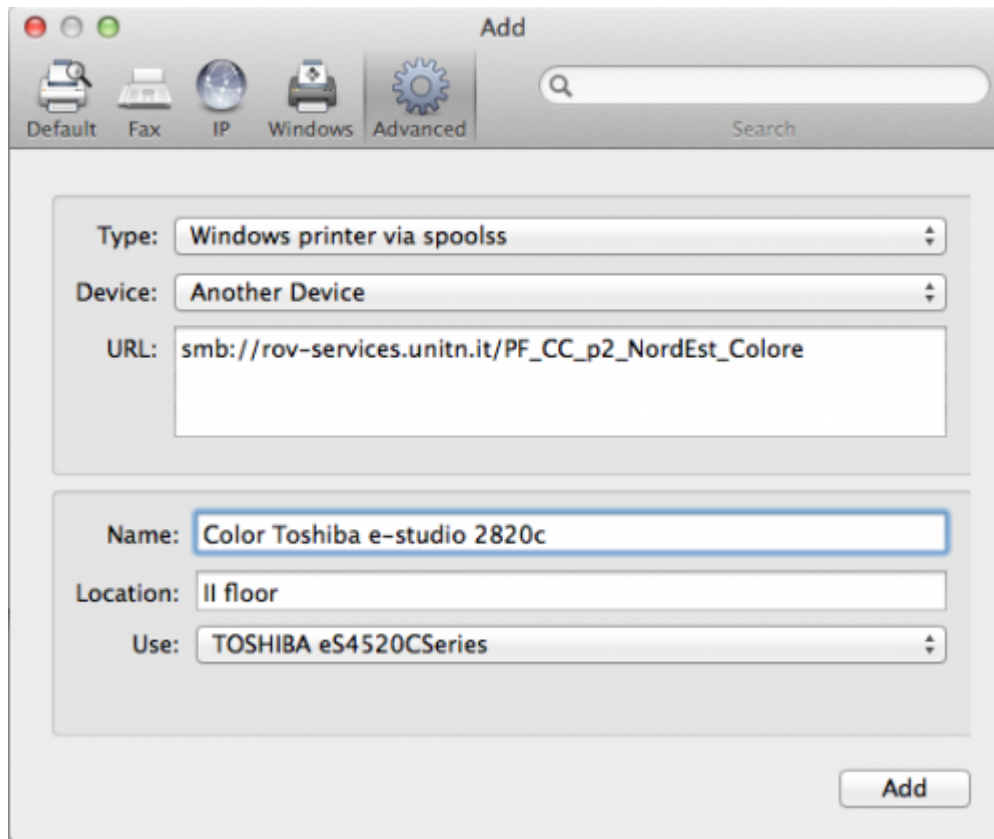 Add
Default Fax IP Windows Advanced Search
Type: Windows printer via spoolss
Device: Another Device
URL: smb://rov-services.unitn.it/PF_CC_p2_NordEst_Colore
Name: Color Toshiba e-studio 2820c
Location: II floor
Use: TOSHIBA eS4520CSeries
Add